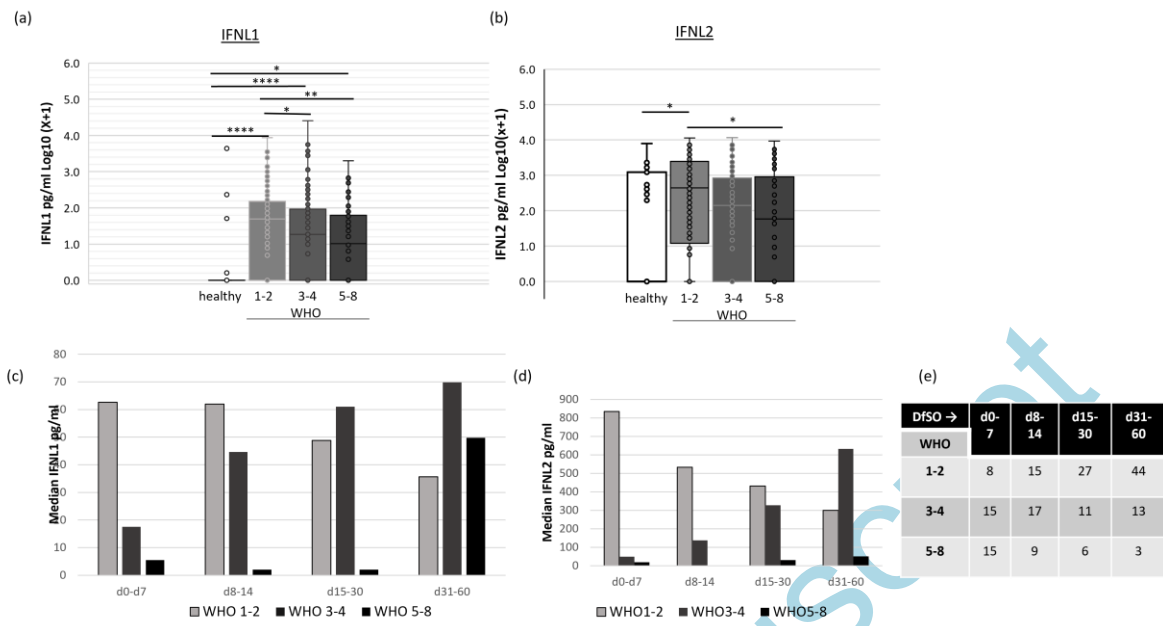 (a)
IFNL1
IFNL1 pg/ml Log10 (X+1)
6.0
5.0
4.0
3.0
2.0
1.0
0.0
*
****
**
*
****
healthy
1-2
3-4
5-8
WHO
(b)
IFNL2
IFNL2 pg/ml Log10(x+1)
6.0
5.0
4.0
3.0
2.0
1.0
0.0
*
*
healthy
1-2
3-4
5-8
WHO
(c)
Median IFNL1 pg/ml
80
70
60
50
40
30
20
10
0
d0-d7
d8-14
d15-30
d31-60
WHO 1-2
WHO 3-4
WHO 5-8
(d)
Median IFNL2 pg/ml
900
800
700
600
500
400
300
200
100
0
d0-d7
d8-14
d15-30
d31-60
WHO1-2
WHO3-4
WHO5-8
(e)
DfSO → d0-7 d8-14 d15-30 d31-60
WHO
1-2 8 15 27 44
3-4 15 17 11 13
5-8 15 9 6 3